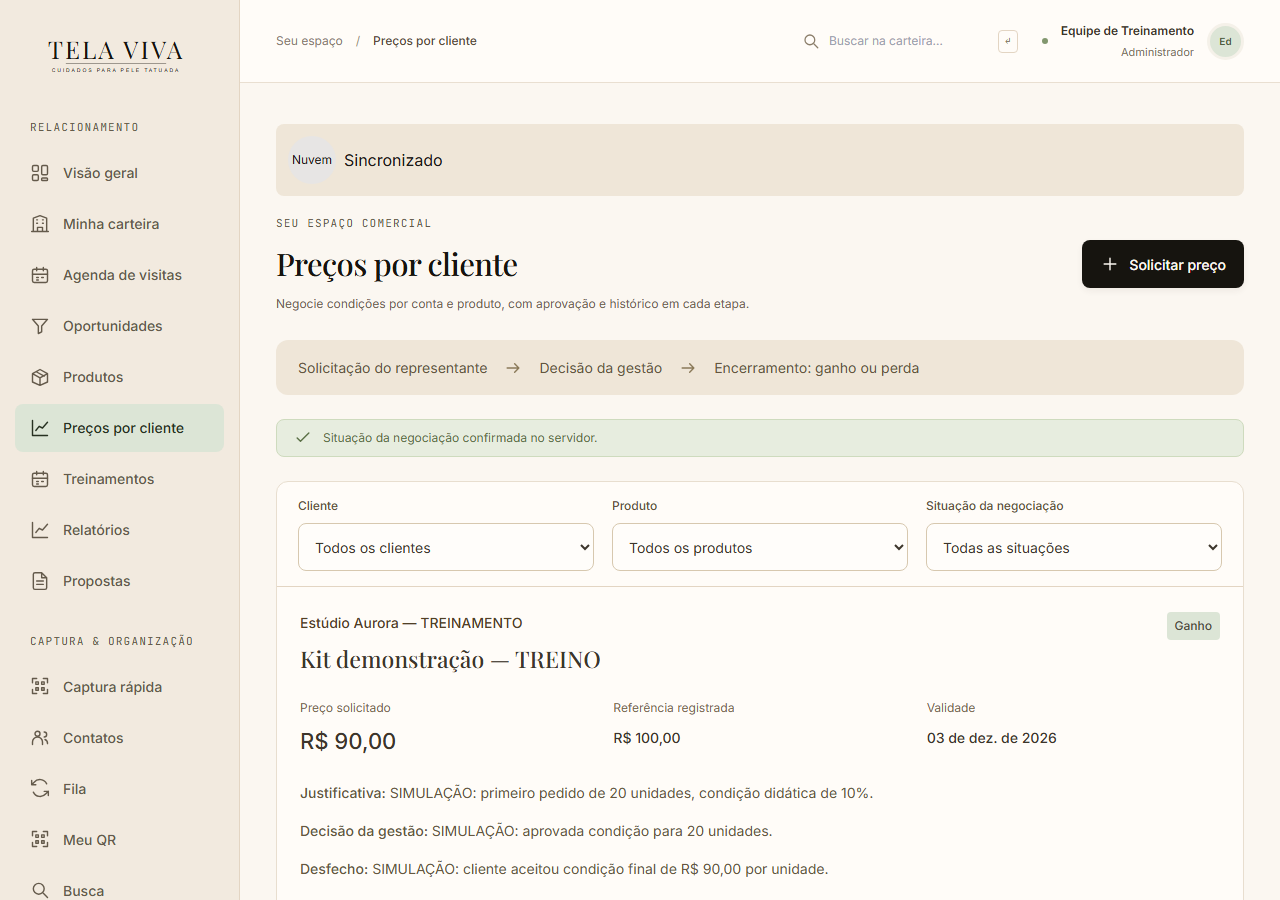 TELA VIVA
CUIDADOS PARA PELE TATUADA
RELACIONAMENTO
Visão geral
Minha carteira
Agenda de visitas
Oportunidades
Produtos
Preços por cliente
Treinamentos
Relatórios
Propostas
CAPTURA & ORGANIZAÇÃO
Captura rápida
Contatos
Fila
Meu QR
Busca
Seu espaço / Preços por cliente
Buscar na carteira...
↵
Equipe de Treinamento
Administrador
Ed
Nuvem Sincronizado
SEU ESPAÇO COMERCIAL
Preços por cliente
Solicitar preço
Negocie condições por conta e produto, com aprovação e histórico em cada etapa.
Solicitação do representante → Decisão da gestão → Encerramento: ganho ou perda
Situação da negociação confirmada no servidor.
Cliente Produto Situação da negociação
Todos os clientes Todos os produtos Todas as situações
Estúdio Aurora — TREINAMENTO
Ganho
Kit demonstração — TREINO
Preço solicitado Referência registrada Validade
R$ 90,00 R$ 100,00 03 de dez. de 2026
Justificativa: SIMULAÇÃO: primeiro pedido de 20 unidades, condição didática de 10%.
Decisão da gestão: SIMULAÇÃO: aprovada condição para 20 unidades.
Desfecho: SIMULAÇÃO: cliente aceitou condição final de R$ 90,00 por unidade.